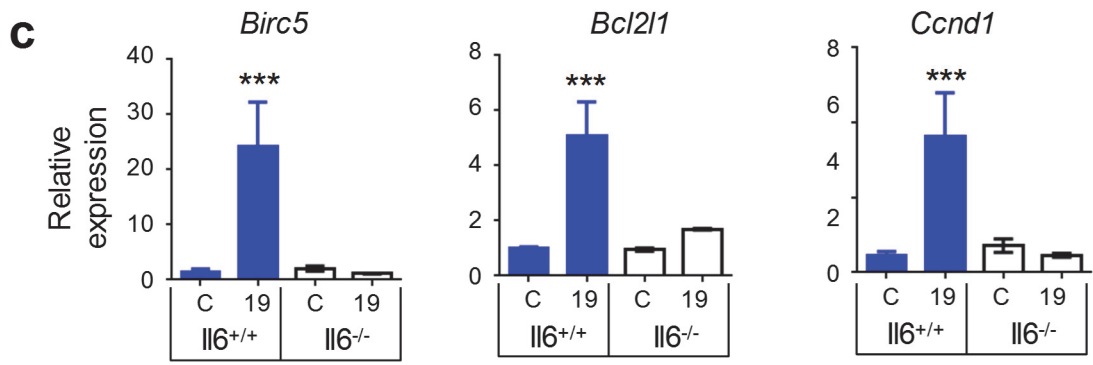 c
Birc5
Bcl2l1
Ccnd1
Relative
expression
40
30
20
10
0
***
C
19
C
19
Il6+/+
Il6-/-
8
6
4
2
0
***
C
19
C
19
Il6+/+
Il6-/-
8
6
4
2
0
***
C
19
C
19
Il6+/+
Il6-/-